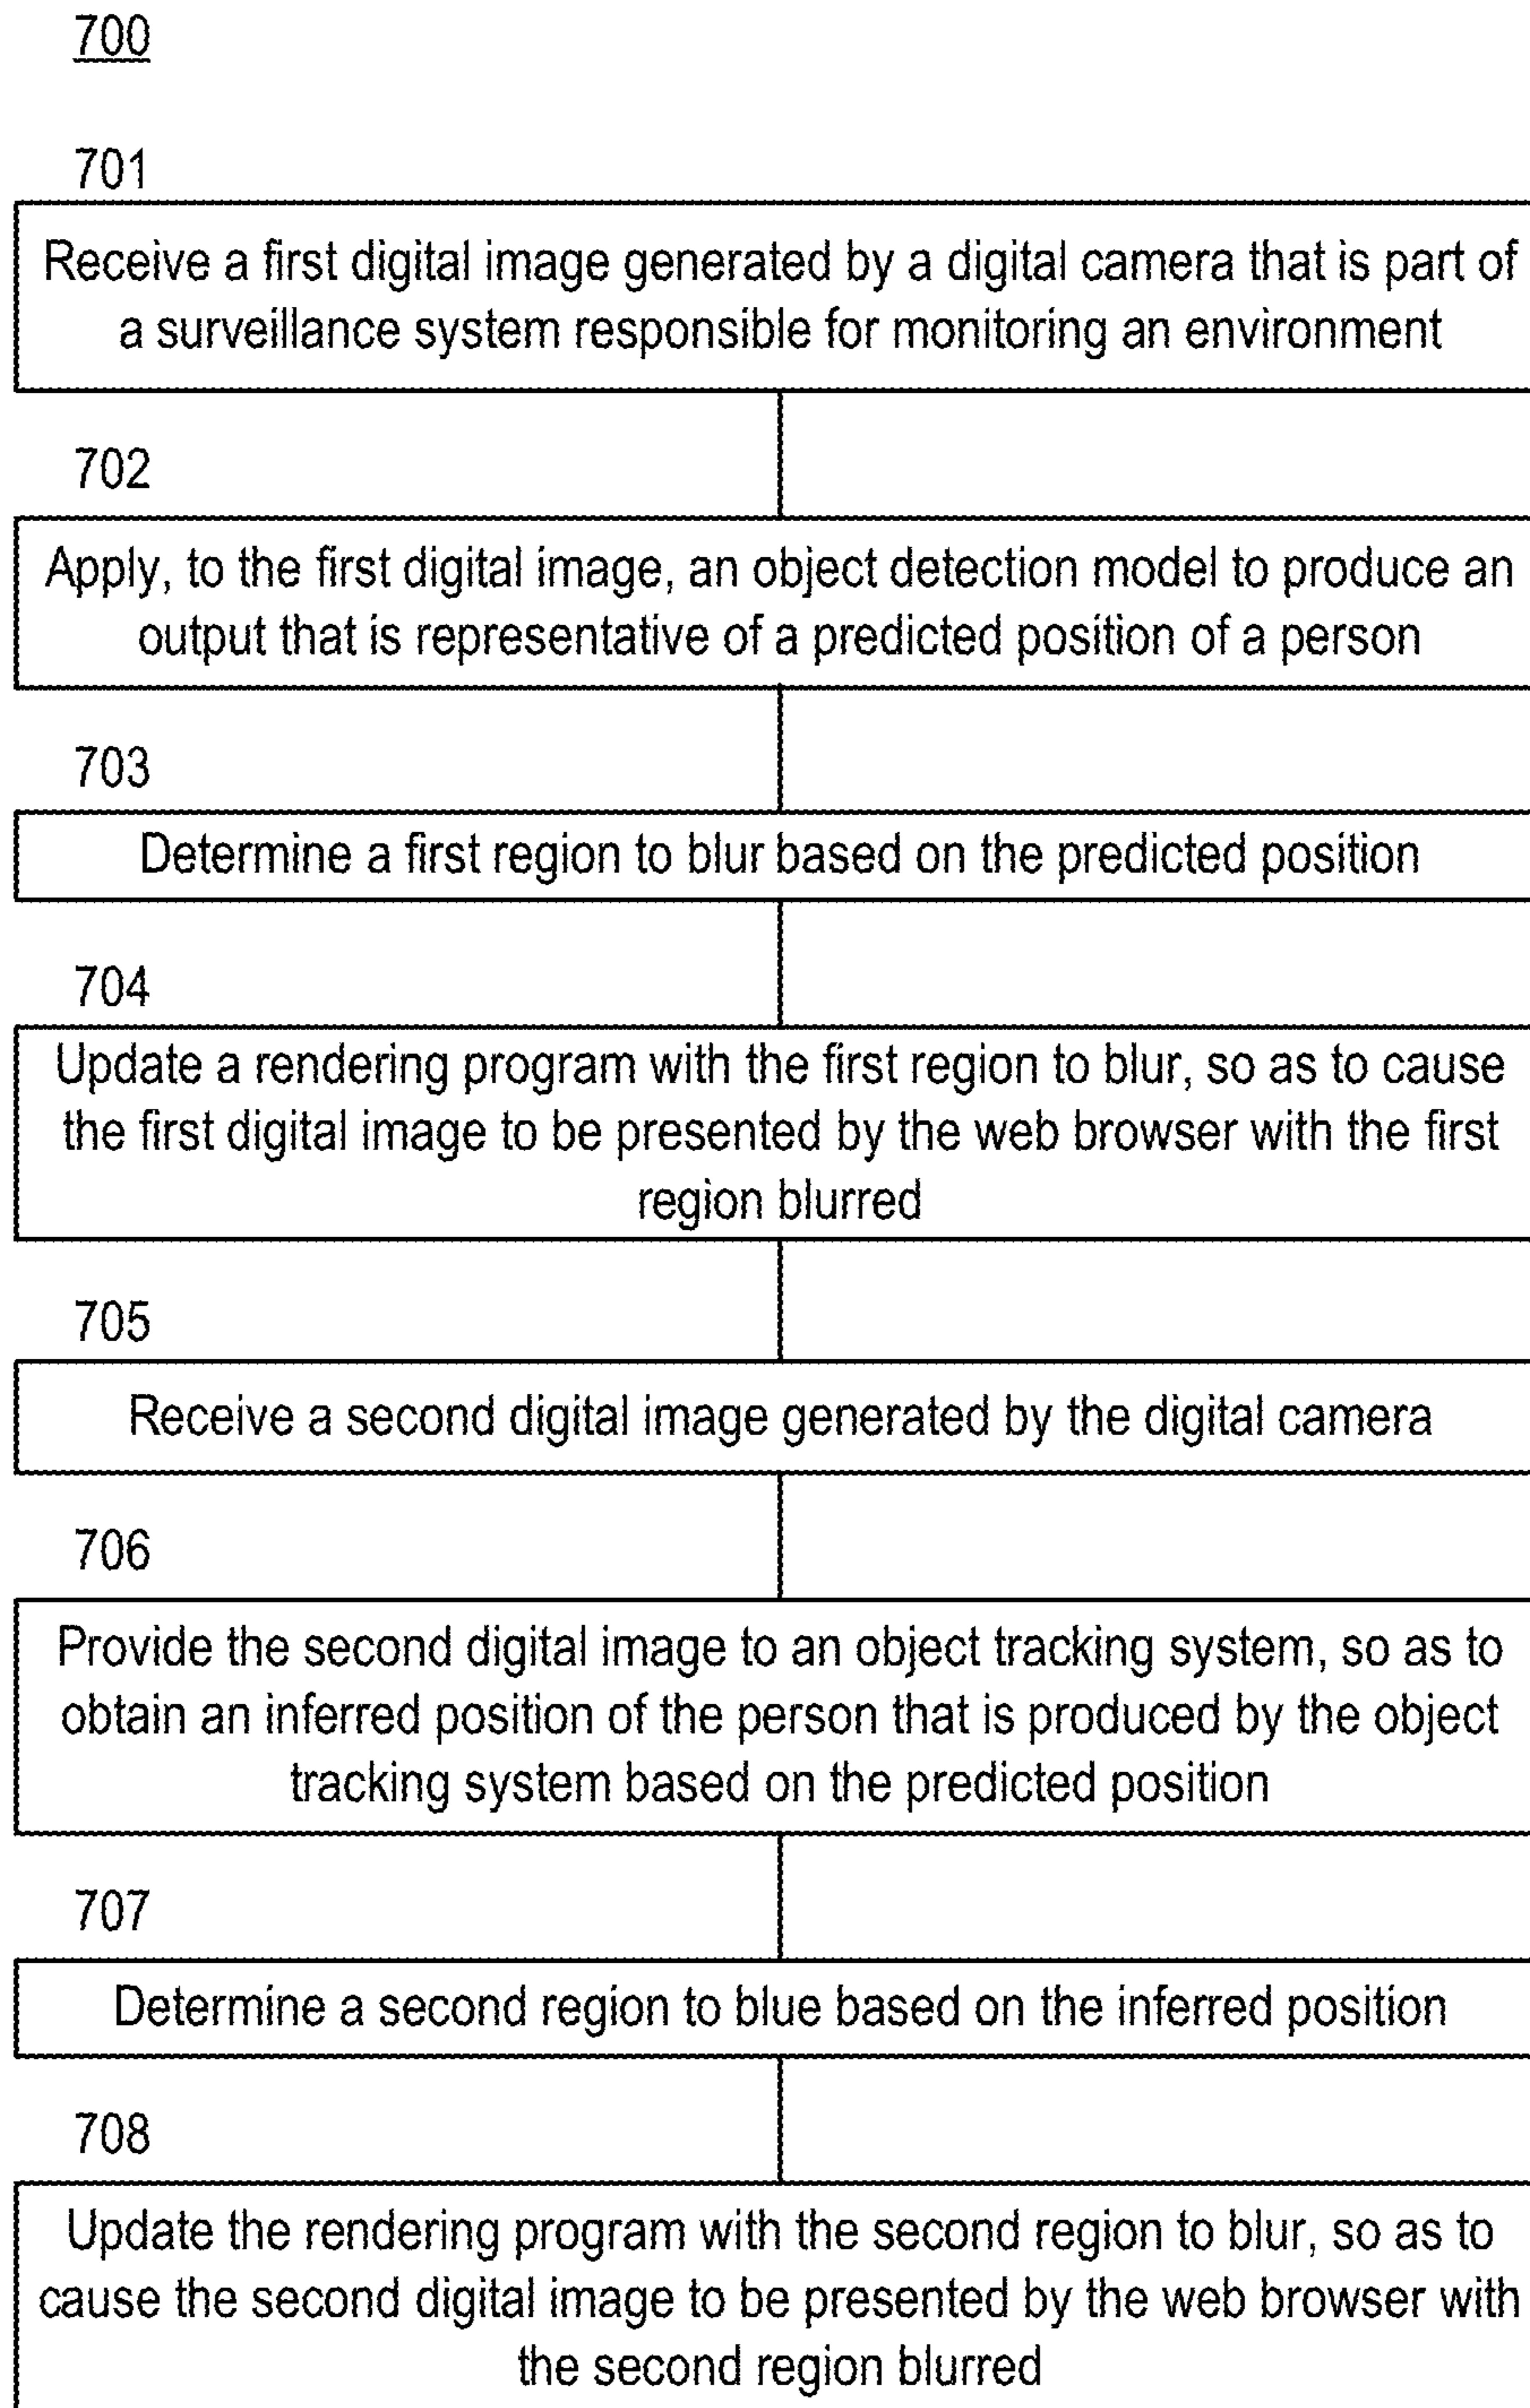 700
701
Receive a first digital image generated by a digital camera that is part of
a surveillance system responsible for monitoring an environment
702
Apply, to the first digital image, an object detection model to produce an
output that is representative of a predicted position of a person
703
Determine a first region to blur based on the predicted position
704
Update a rendering program with the first region to blur, so as to cause
the first digital image to be presented by the web browser with the first
region blurred
705
Receive a second digital image generated by the digital camera
706
Provide the second digital image to an object tracking system, so as to
obtain an inferred position of the person that is produced by the object
tracking system based on the predicted position
707
Determine a second region to blue based on the inferred position
708
Update the rendering program with the second region to blur, so as to
cause the second digital image to be presented by the web browser with
the second region blurred